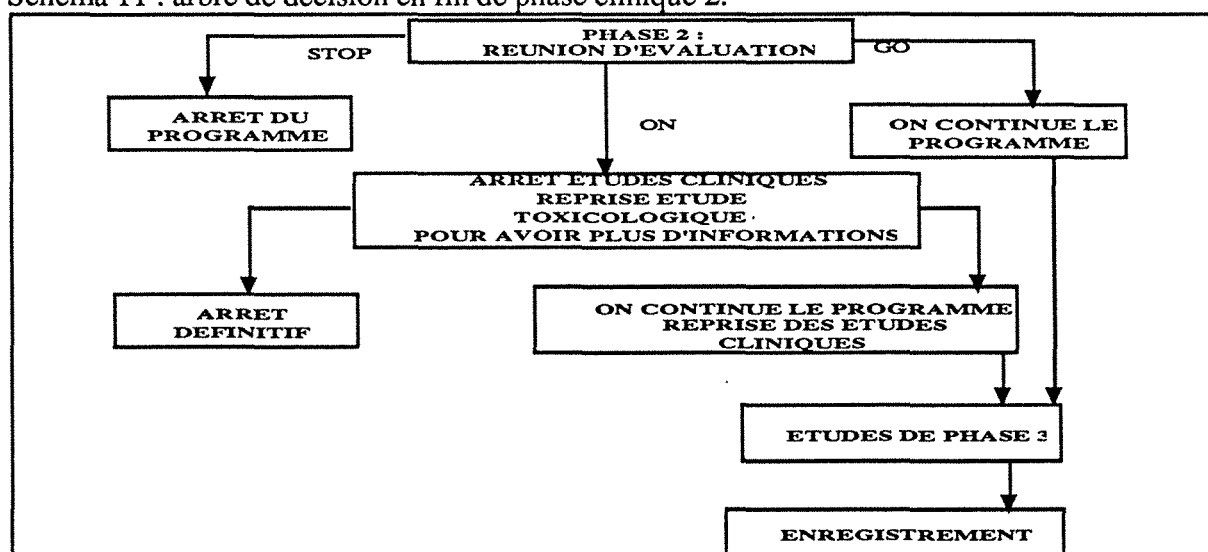 Schéma 11 : arbre de décision en fin de phase clinique 2.
PHASE 2 :
REUNION D'EVALUATION
STOP
GO
ARRET DU
PROGRAMME
ON
ON CONTINUE LE
PROGRAMME
ARRET ETUDES CLINIQUES
REPRISE ETUDE
TOXICOLOGIQUE
POUR AVOIR PLUS D'INFORMATIONS
ARRET
DEFINITIF
ON CONTINUE LE PROGRAMME
REPRISE DES ETUDES
CLINIQUES
ETUDES DE PHASE 3
ENREGISTREMENT